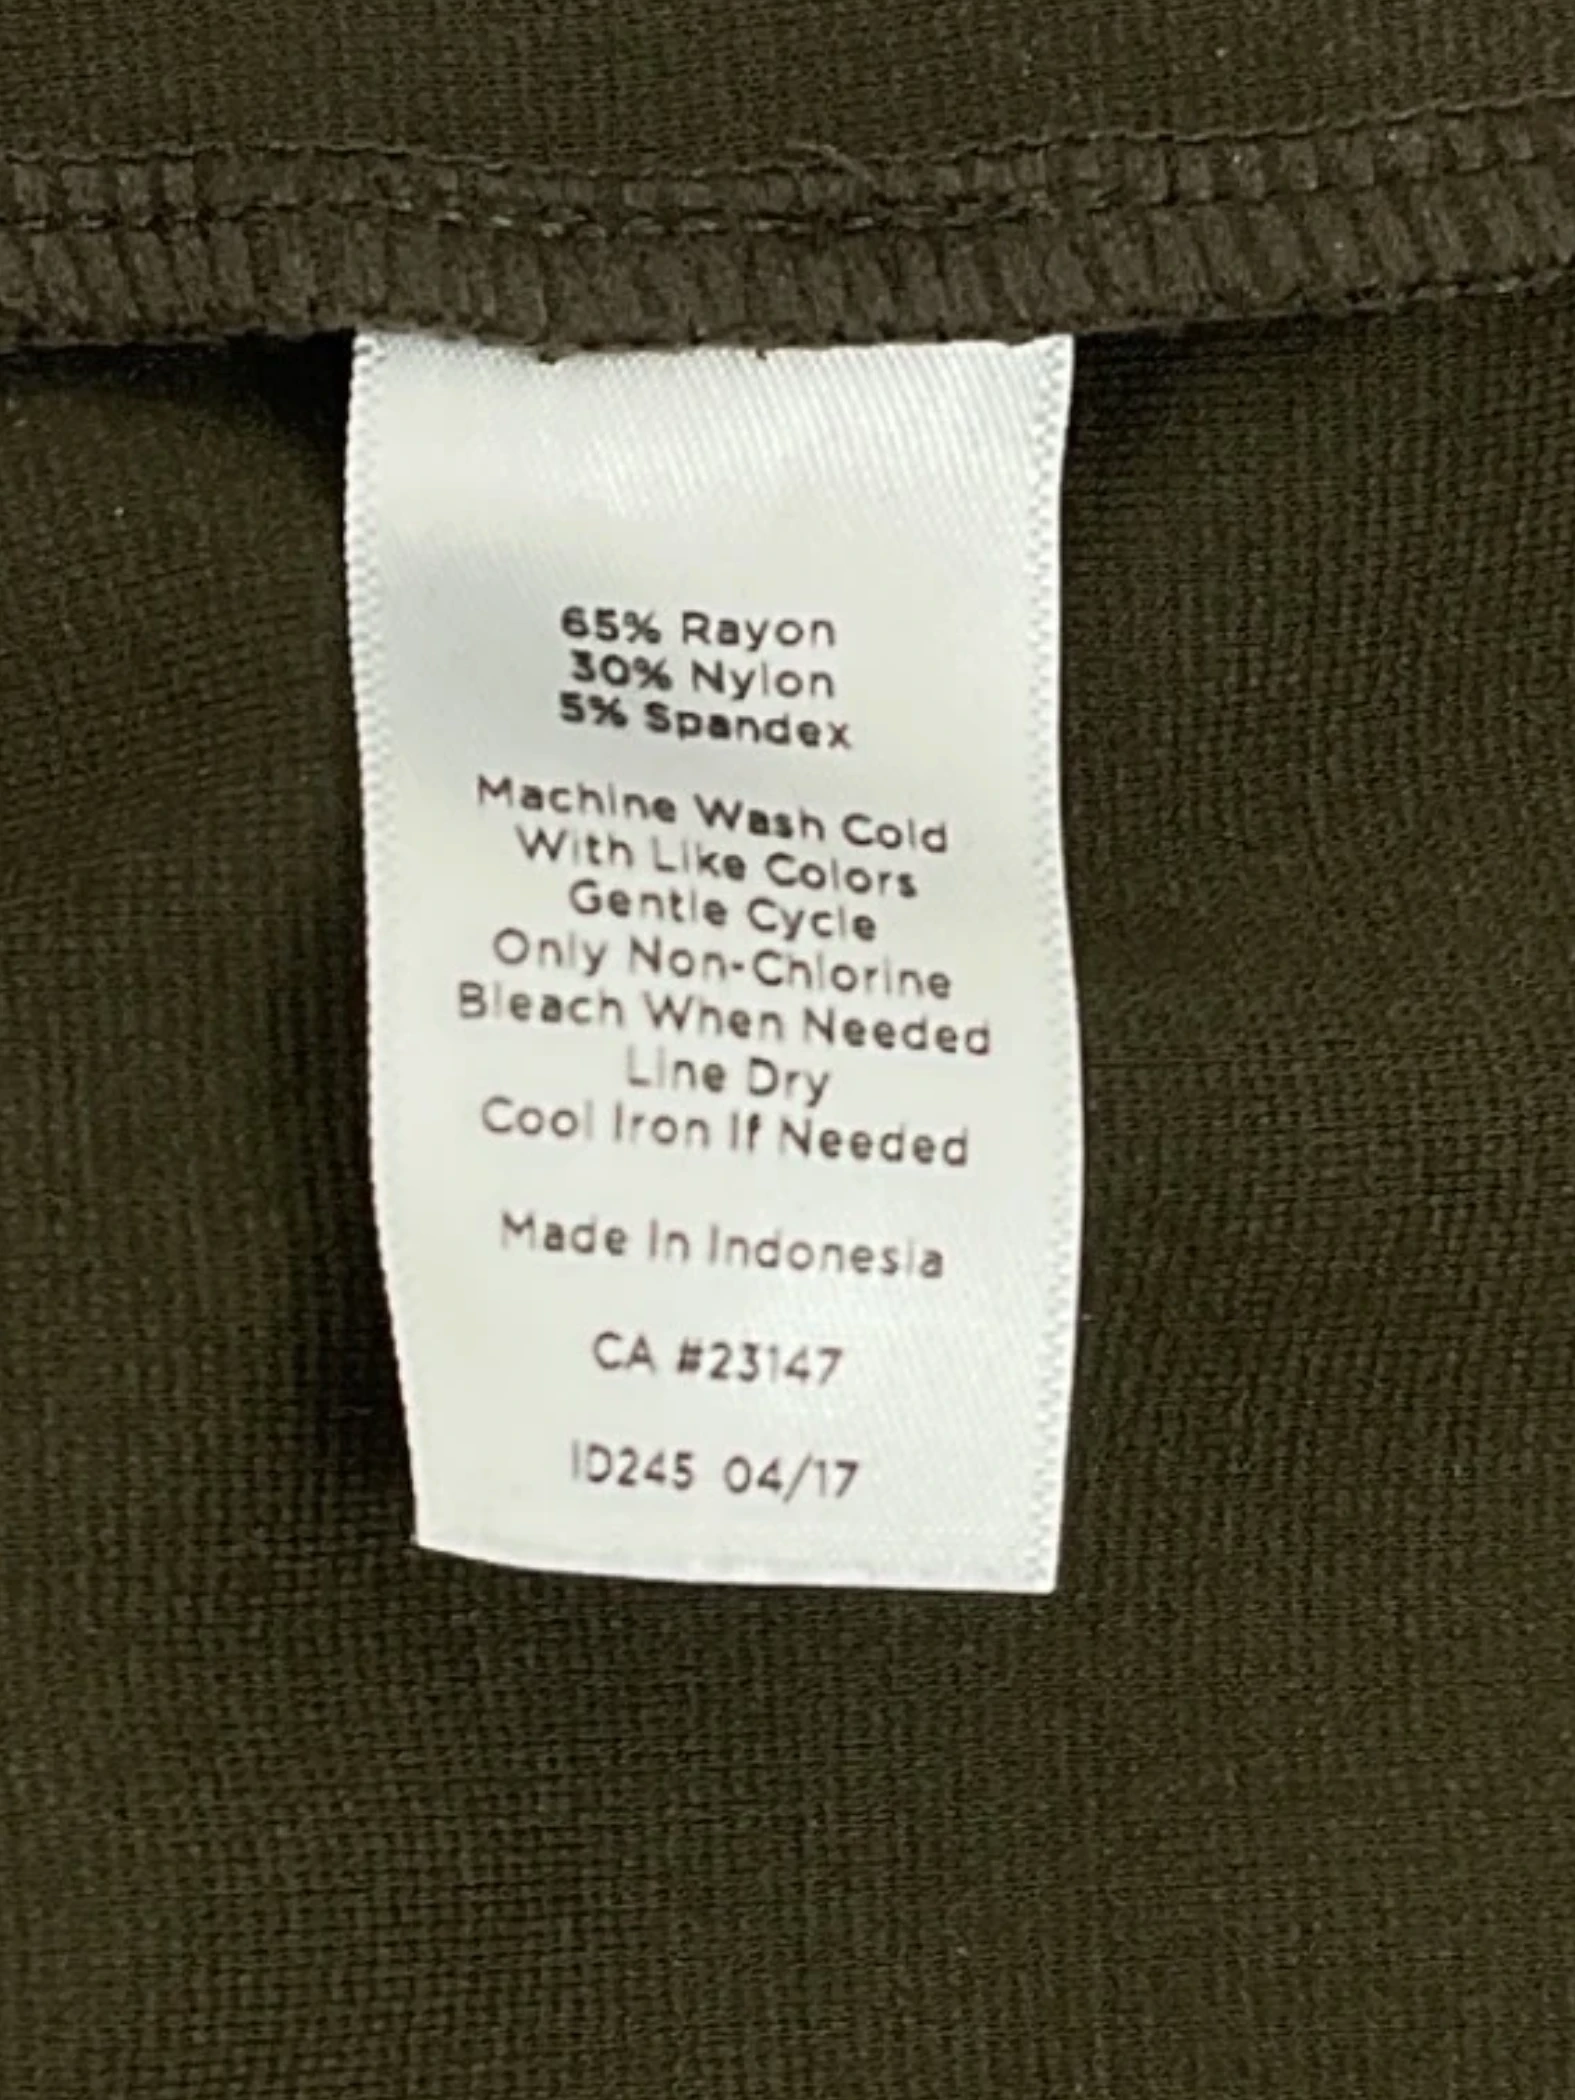 65% Rayon
30% Nylon
5% Spandex
Machine Wash Cold
With Like Colors
Gentle Cycle
Only Non-Chlorine
Bleach When Needed
Line Dry
Cool Iron If Needed
Made In Indonesia
CA #23147
ID245 04/17